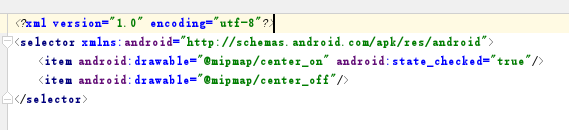 <?xml version="1.0" encoding="utf-8"?>
<selector xmlns:android="http://schemas.android.com/apk/res/android">
<item android:drawable="@mipmap/center_on" android:state_checked="true"/>
<item android:drawable="@mipmap/center_off"/>
</selector>